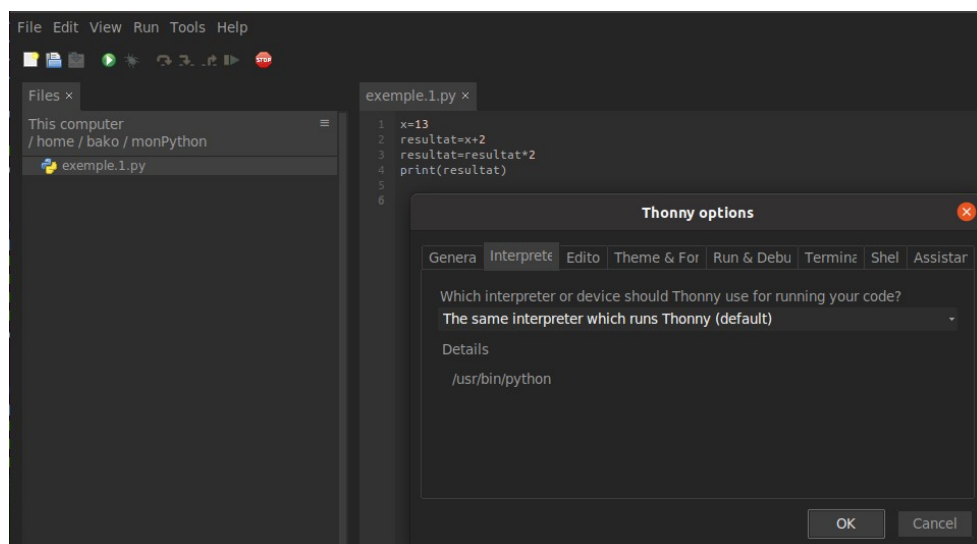 File Edit View Run Tools Help
STOP
Files ×
This computer
/ home / bako / monPython
exemple.1.py
exemple.1.py ×
1 x=13
2 resultat=x+2
3 resultat=resultat*2
4 print(resultat)
5
6
Thonny options
Genera Interprete Edito Theme & For Run & Debu Termina Shel Assistar
Which interpreter or device should Thonny use for running your code?
The same interpreter which runs Thonny (default)
Details
/usr/bin/python
OK Cancel